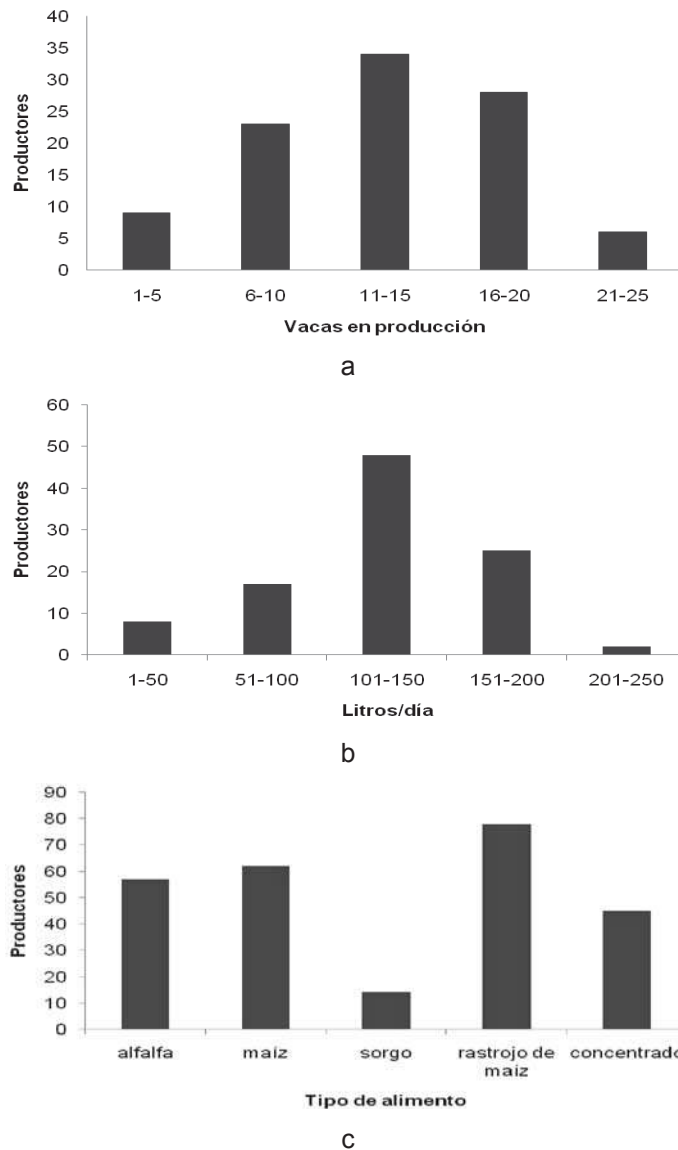 40
35
30
25
20
15
10
5
0
Productores
1-5 6-10 11-15 16-20 21-25
Vacas en producción
a
60
50
40
30
20
10
0
Productores
1-50 51-100 101-150 151-200 201-250
Litros/día
b
90
80
70
60
50
40
30
20
10
0
Productores
alfalfa maíz sorgo rastrojo de concentrado
maiz
Tipo de alimento
c